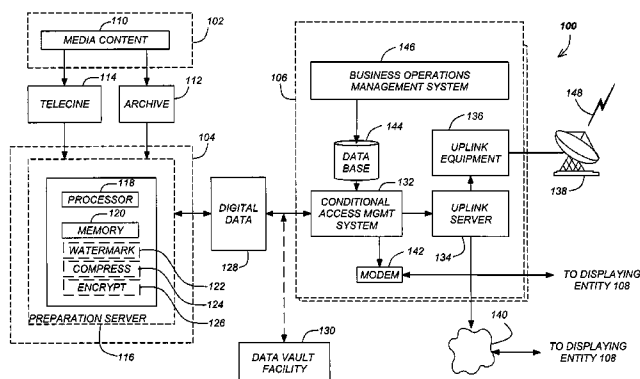 110
MEDIA CONTENT
102
114
TELECINE
112
ARCHIVE
104
118
PROCESSOR
120
MEMORY
WATERMARK
COMPRESS
ENCRYPT
122
124
126
PREPARATION SERVER
116
DIGITAL
DATA
128
130
DATA VAULT
FACILITY
106
146
BUSINESS OPERATIONS
MANAGEMENT SYSTEM
144
DATA
BASE
132
CONDITIONAL
ACCESS MGMT
SYSTEM
142
MODEM
136
UPLINK
EQUIPMENT
UPLINK
SERVER
134
100
148
138
TO DISPLAYING
ENTITY 108
140
TO DISPLAYING
ENTITY 108